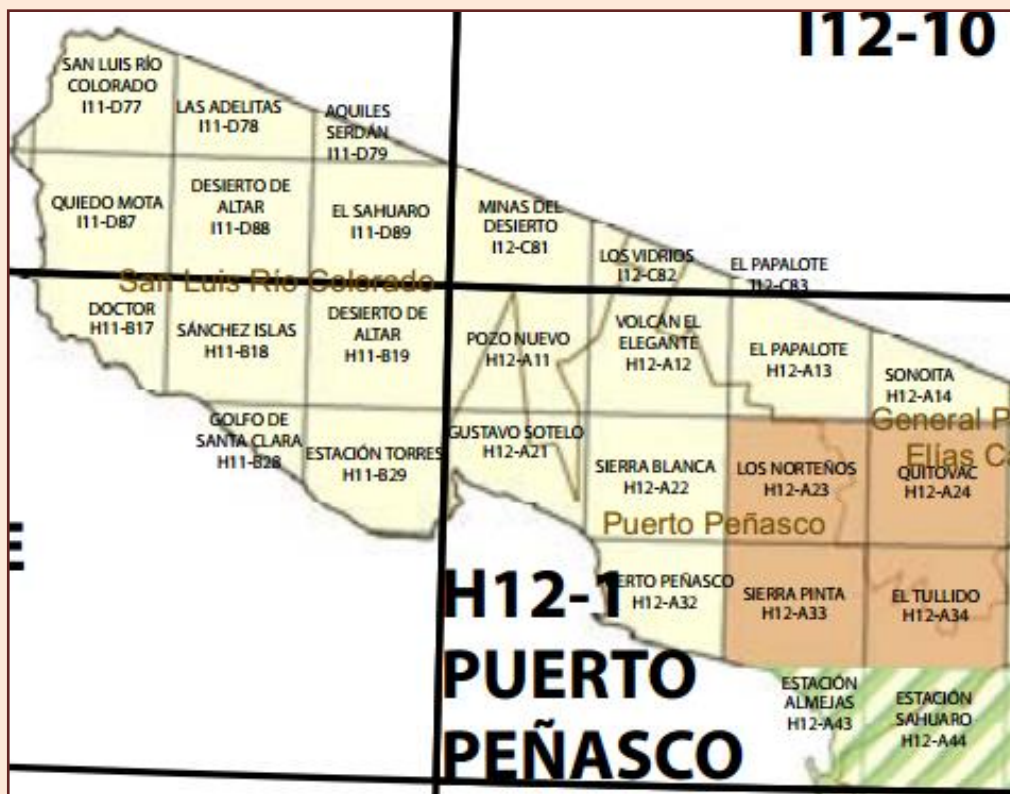 I12-10
SAN LUIS RÍO
COLORADO
I11-D77
LAS ADELITAS
I11-D78
AQUILES
SERDÁN
I11-D79
QUIEDO MOTA
I11-D87
DESIERTO DE
ALTAR
I11-D88
EL SAHUARO
I11-D89
MINAS DEL
DESIERTO
I12-C81
LOS VIDRIOS
I12-C82
EL PAPALOTE
I12-C83
San Luis Río Colorado
DOCTOR
H11-B17
SÁNCHEZ ISLAS
H11-B18
DESIERTO DE
ALTAR
H11-B19
POZO NUEVO
H12-A11
VOLCÁN EL
ELEGANTE
H12-A12
EL PAPALOTE
H12-A13
SONOITA
H12-A14
General P
Elías Ca
GOLFO DE
SANTA CLARA
H11-B28
ESTACIÓN TORRES
H11-B29
GUSTAVO SOTELO
H12-A21
SIERRA BLANCA
H12-A22
LOS NORTEÑOS
H12-A23
QUITOVAC
H12-A24
Puerto Peñasco
E
H12-1
PUERTO
PEÑASCO
ERTO PEÑASCO
H12-A32
SIERRA PINTA
H12-A33
EL TULLIDO
H12-A34
ESTACIÓN
ALMEJAS
H12-A43
ESTACIÓN
SAHUARO
H12-A44